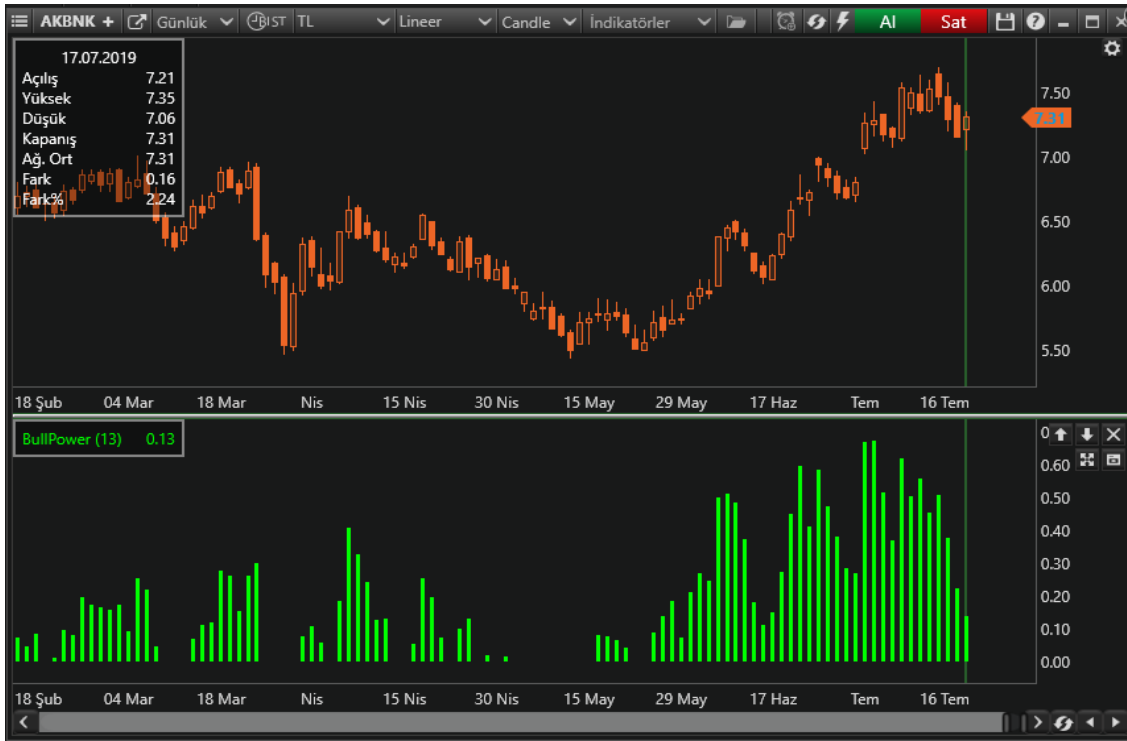 AKBNK + Günlük BIST TL Lineer Candle İndikatörler Al Sat
17.07.2019
Açılış 7.21
Yüksek 7.35
Düşük 7.06
Kapanış 7.31
Ağ. Ort 7.31
Fark 0.16
Fark% 2.24
7.50
7.31
7.00
6.50
6.00
5.50
18 Şub 04 Mar 18 Mar Nis 15 Nis 30 Nis 15 May 29 May 17 Haz Tem 16 Tem
BullPower (13) 0.13
0.60
0.50
0.40
0.30
0.20
0.10
0.00
18 Şub 04 Mar 18 Mar Nis 15 Nis 30 Nis 15 May 29 May 17 Haz Tem 16 Tem